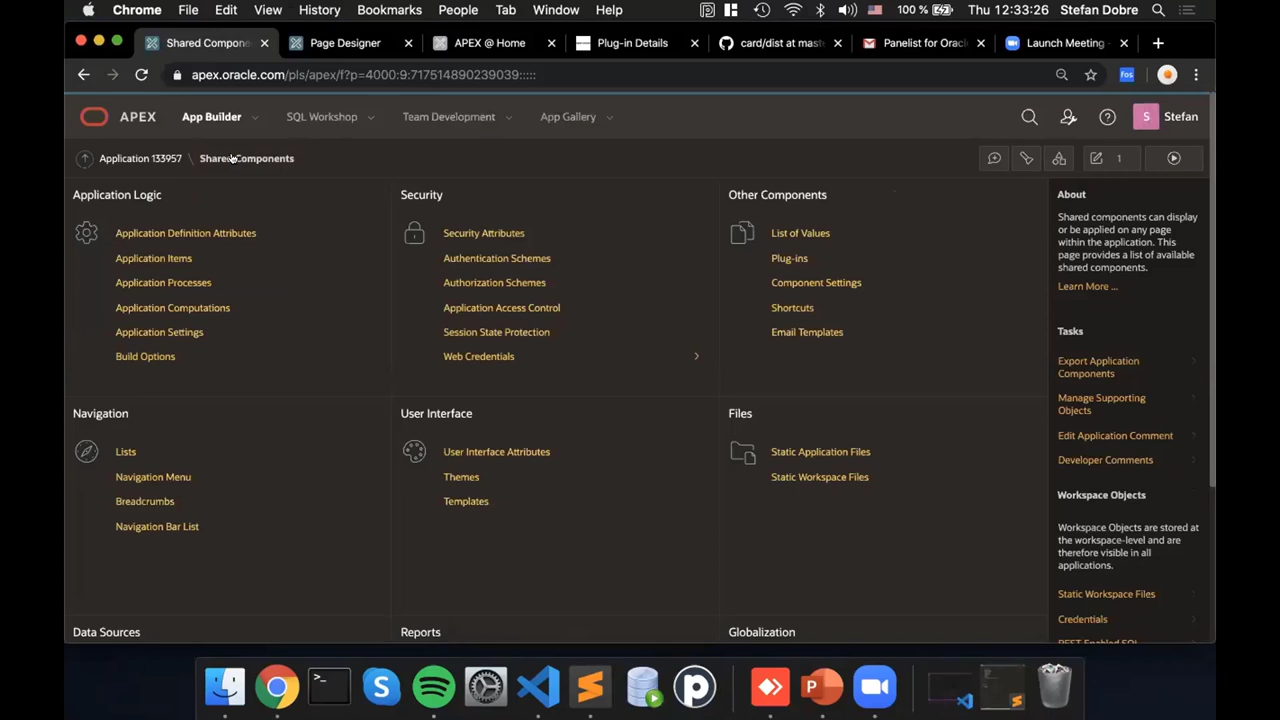 Chrome File Edit View History Bookmarks People Tab Window Help 100 % Thu 12:33:26 Stefan Dobre
Shared Compone Page Designer APEX @ Home Plug-in Details card/dist at mast Panelist for Oracl Launch Meeting -
apex.oracle.com/pls/apex/f?p=4000:9:717514890239039:::::
fos
APEX App Builder SQL Workshop Team Development App Gallery S Stefan
Application 133957 \ Shared Components 1
Application Logic
Application Definition Attributes
Application Items
Application Processes
Application Computations
Application Settings
Build Options
Security
Security Attributes
Authentication Schemes
Authorization Schemes
Application Access Control
Session State Protection
Web Credentials
Other Components
List of Values
Plug-ins
Component Settings
Shortcuts
Email Templates
Navigation
Lists
Navigation Menu
Breadcrumbs
Navigation Bar List
User Interface
User Interface Attributes
Themes
Templates
Files
Static Application Files
Static Workspace Files
Data Sources
Reports
Globalization
About
Shared components can display
or be applied on any page
within the application. This
page provides a list of available
shared components.
Learn More ...
Tasks
Export Application
Components
Manage Supporting
Objects
Edit Application Comment
Developer Comments
Workspace Objects
Workspace Objects are stored at
the workspace-level and are
therefore visible in all
applications.
Static Workspace Files
Credentials
REST Enabled SQL